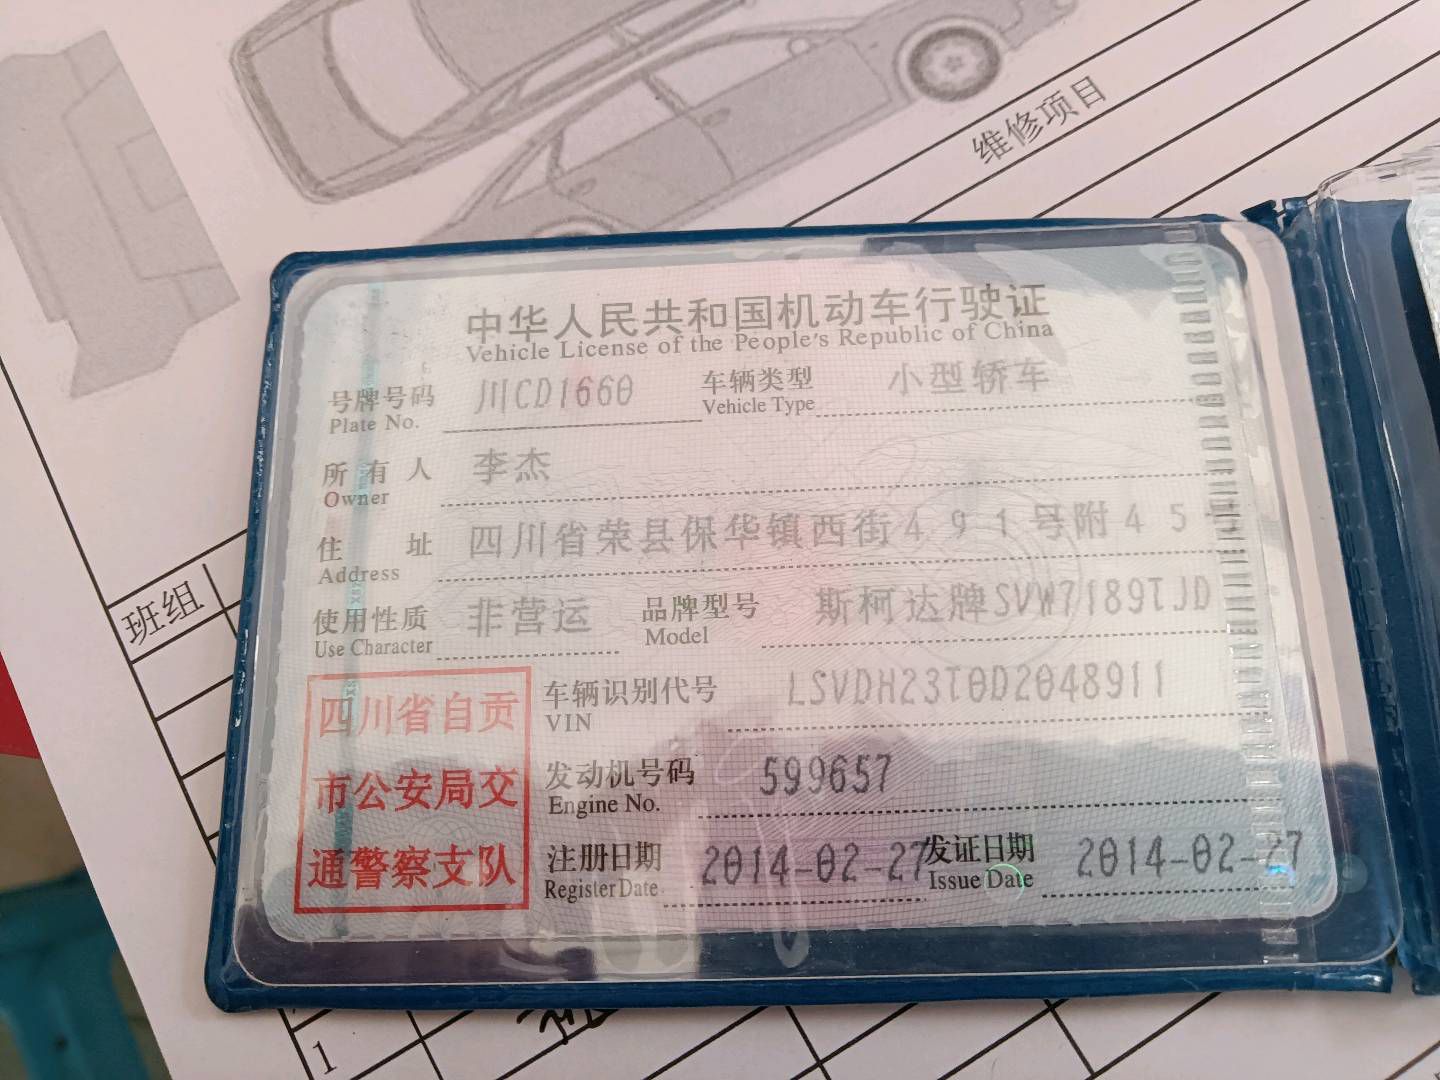 维修项目
中华人民共和国机动车行驶证
Vehicle License of the People's Republic of China
号牌号码 川CD1660 车辆类型 小型轿车
Plate No. Vehicle Type
所有人 李杰
Owner
住址 四川省荣县保华镇西街491号附45
Address
使用性质 非营运 品牌型号 斯柯达牌SVW7189TJD
Use Character Model
四川省自贡
市公安局交
通警察支队
车辆识别代号 LSVDH23T0D2048911
VIN
发动机号码 599657
Engine No.
注册日期 2014-02-27 发证日期 2014-02-27
Register Date Issue Date
班组
1